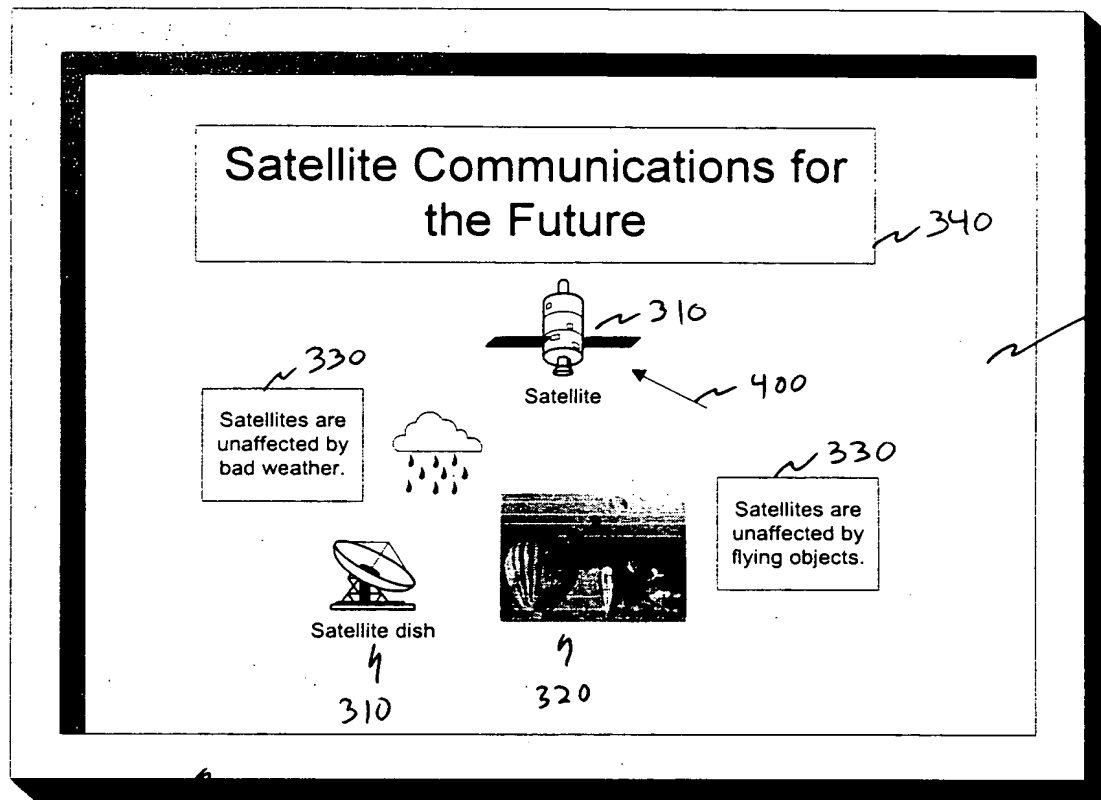 Satellite Communications for
the Future
340
310
Satellite
400
330
Satellites are
unaffected by
bad weather.
330
Satellites are
unaffected by
flying objects.
Satellite dish
310
320